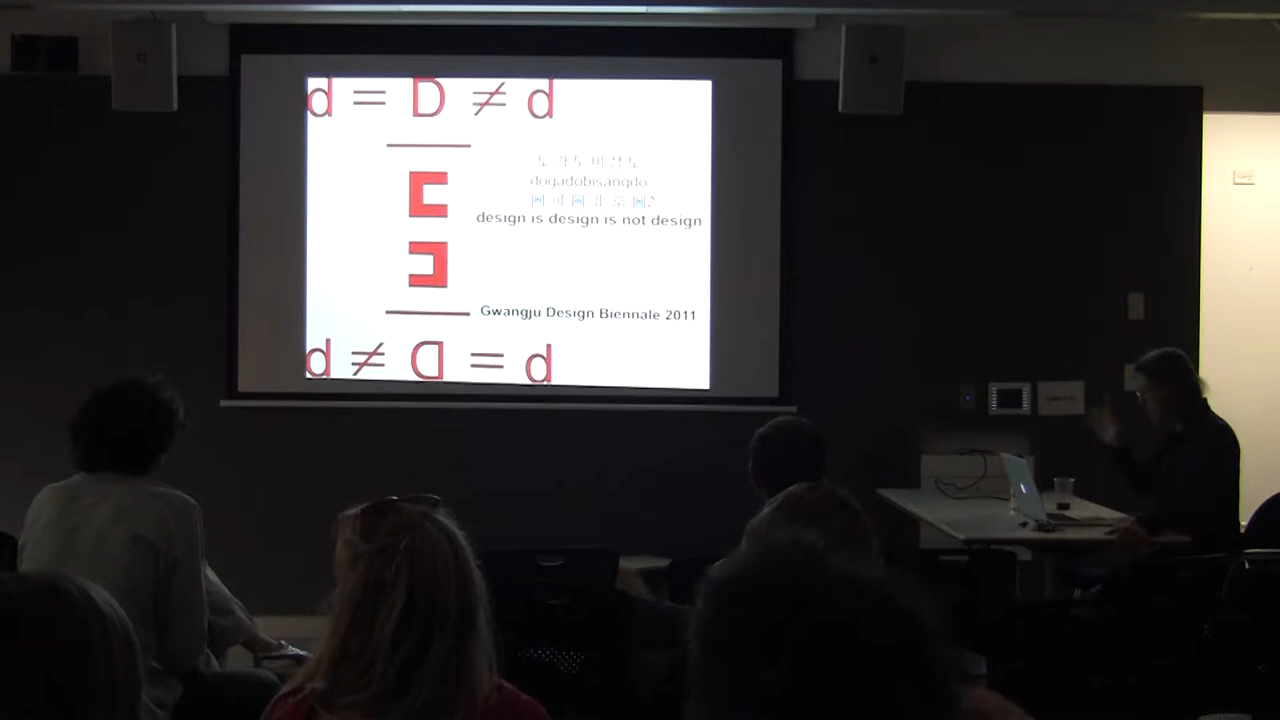 d = D ≠ d
ㄷ
dogadobisangdo
design is design is not design
ㄷ
Gwangju Design Biennale 2011
d ≠ D = d